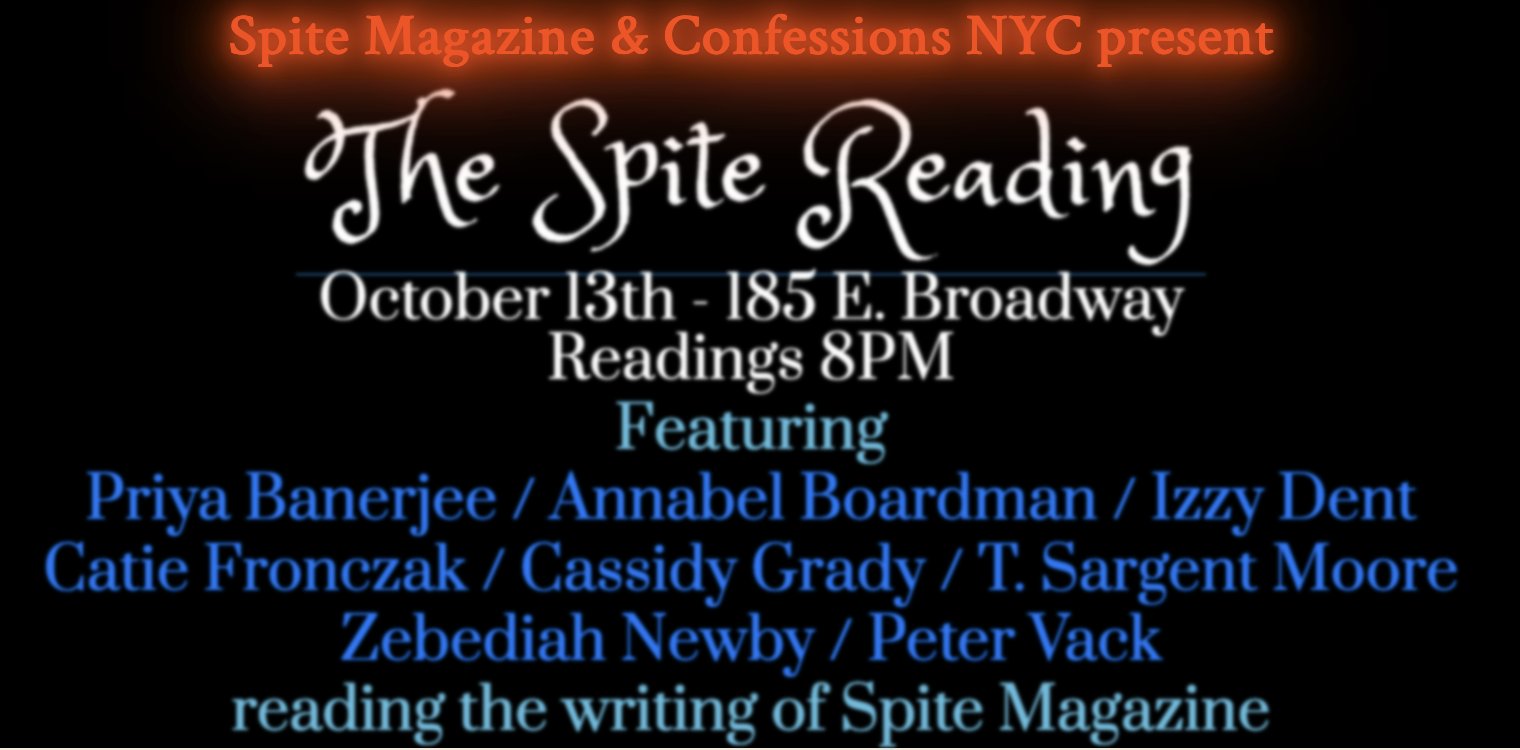 Spite Magazine & Confessions NYC present
The Spite Reading
October 13th - 185 E. Broadway
Readings 8PM
Featuring
Priya Banerjee / Annabel Boardman / Izzy Dent
Catie Fronczak / Cassidy Grady / T. Sargent Moore
Zebediah Newby / Peter Vack
reading the writing of Spite Magazine